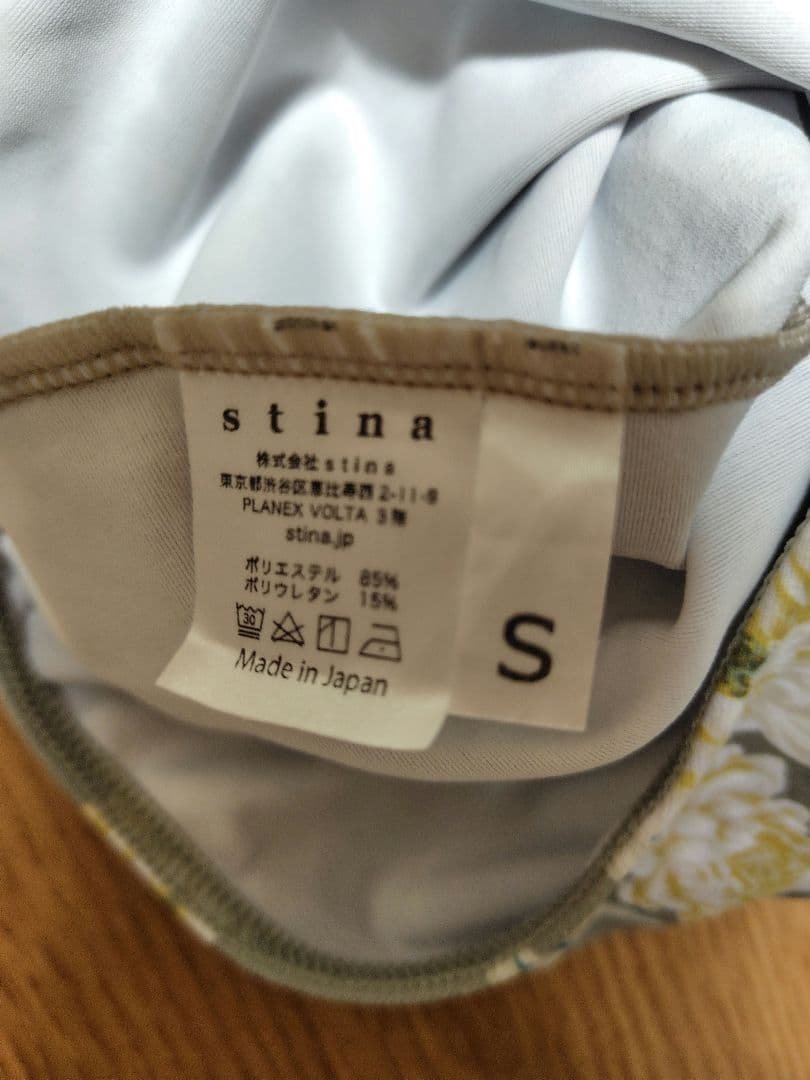 stina
株式会社stina
東京都渋谷区恵比寿西2-11-9
PLANEX VOLTA 3階
stina.jp
ポリエステル 85%
ポリウレタン 15%
30
Made in Japan
S